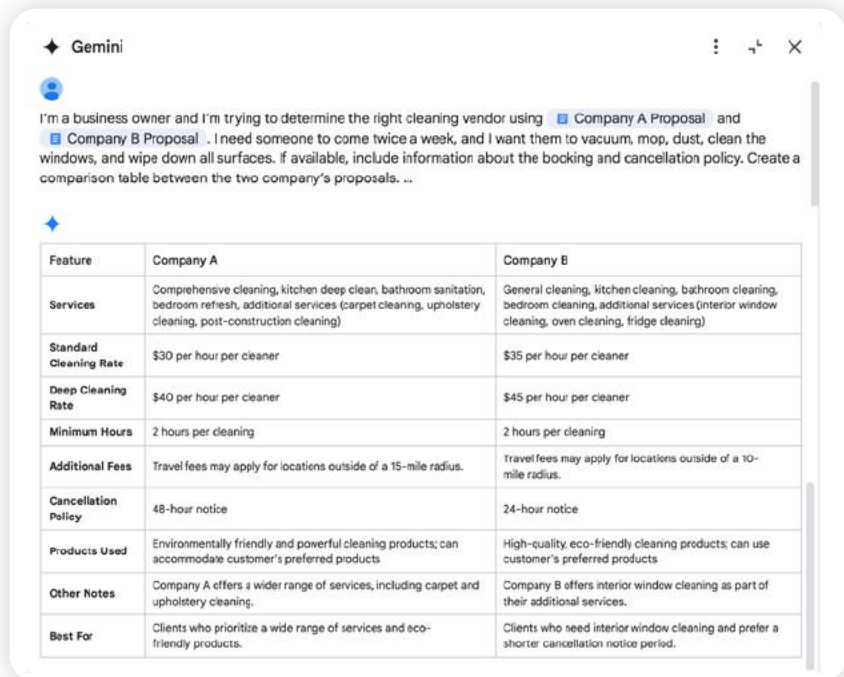 Gemini
I'm a business owner and I'm trying to determine the right cleaning vendor using Company A Proposal and
Company B Proposal . I need someone to come twice a week, and I want them to vacuum, mop, dust, clean the
windows, and wipe down all surfaces. If available, include information about the booking and cancellation policy. Create a
comparison table between the two company's proposals. ...
Feature Company A Company B
Services
Comprehensive cleaning, kitchen deep clean, bathroom sanitation,
bedroom refresh, additional services (carpet cleaning, upholstery
cleaning, post-construction cleaning)
General cleaning, kitchen cleaning, bathroom cleaning,
bedroom cleaning, additional services (interior window
cleaning, oven cleaning, fridge cleaning)
Standard
Cleaning Rate
$30 per hour per cleaner
$35 per hour per cleaner
Deep Cleaning
Rate
$40 per hour per cleaner
$45 per hour per cleaner
Minimum Hours
2 hours per cleaning
2 hours per cleaning
Additional Fees
Travel fees may apply for locations outside of a 15-mile radius.
Travel fees may apply for locations outside of a 10-
mile radius.
Cancellation
Policy
48-hour notice
24-hour notice
Products Used
Environmentally friendly and powerful cleaning products; can
accommodate customer's preferred products
High-quality, eco-friendly cleaning products; can use
customer's preferred products
Other Notes
Company A offers a wider range of services, including carpet and
upholstery cleaning.
Company B offers interior window cleaning as part of
their additional services.
Best For
Clients who prioritize a wide range of services and eco-
friendly products.
Clients who need interior window cleaning and prefer a
shorter cancellation notice period.